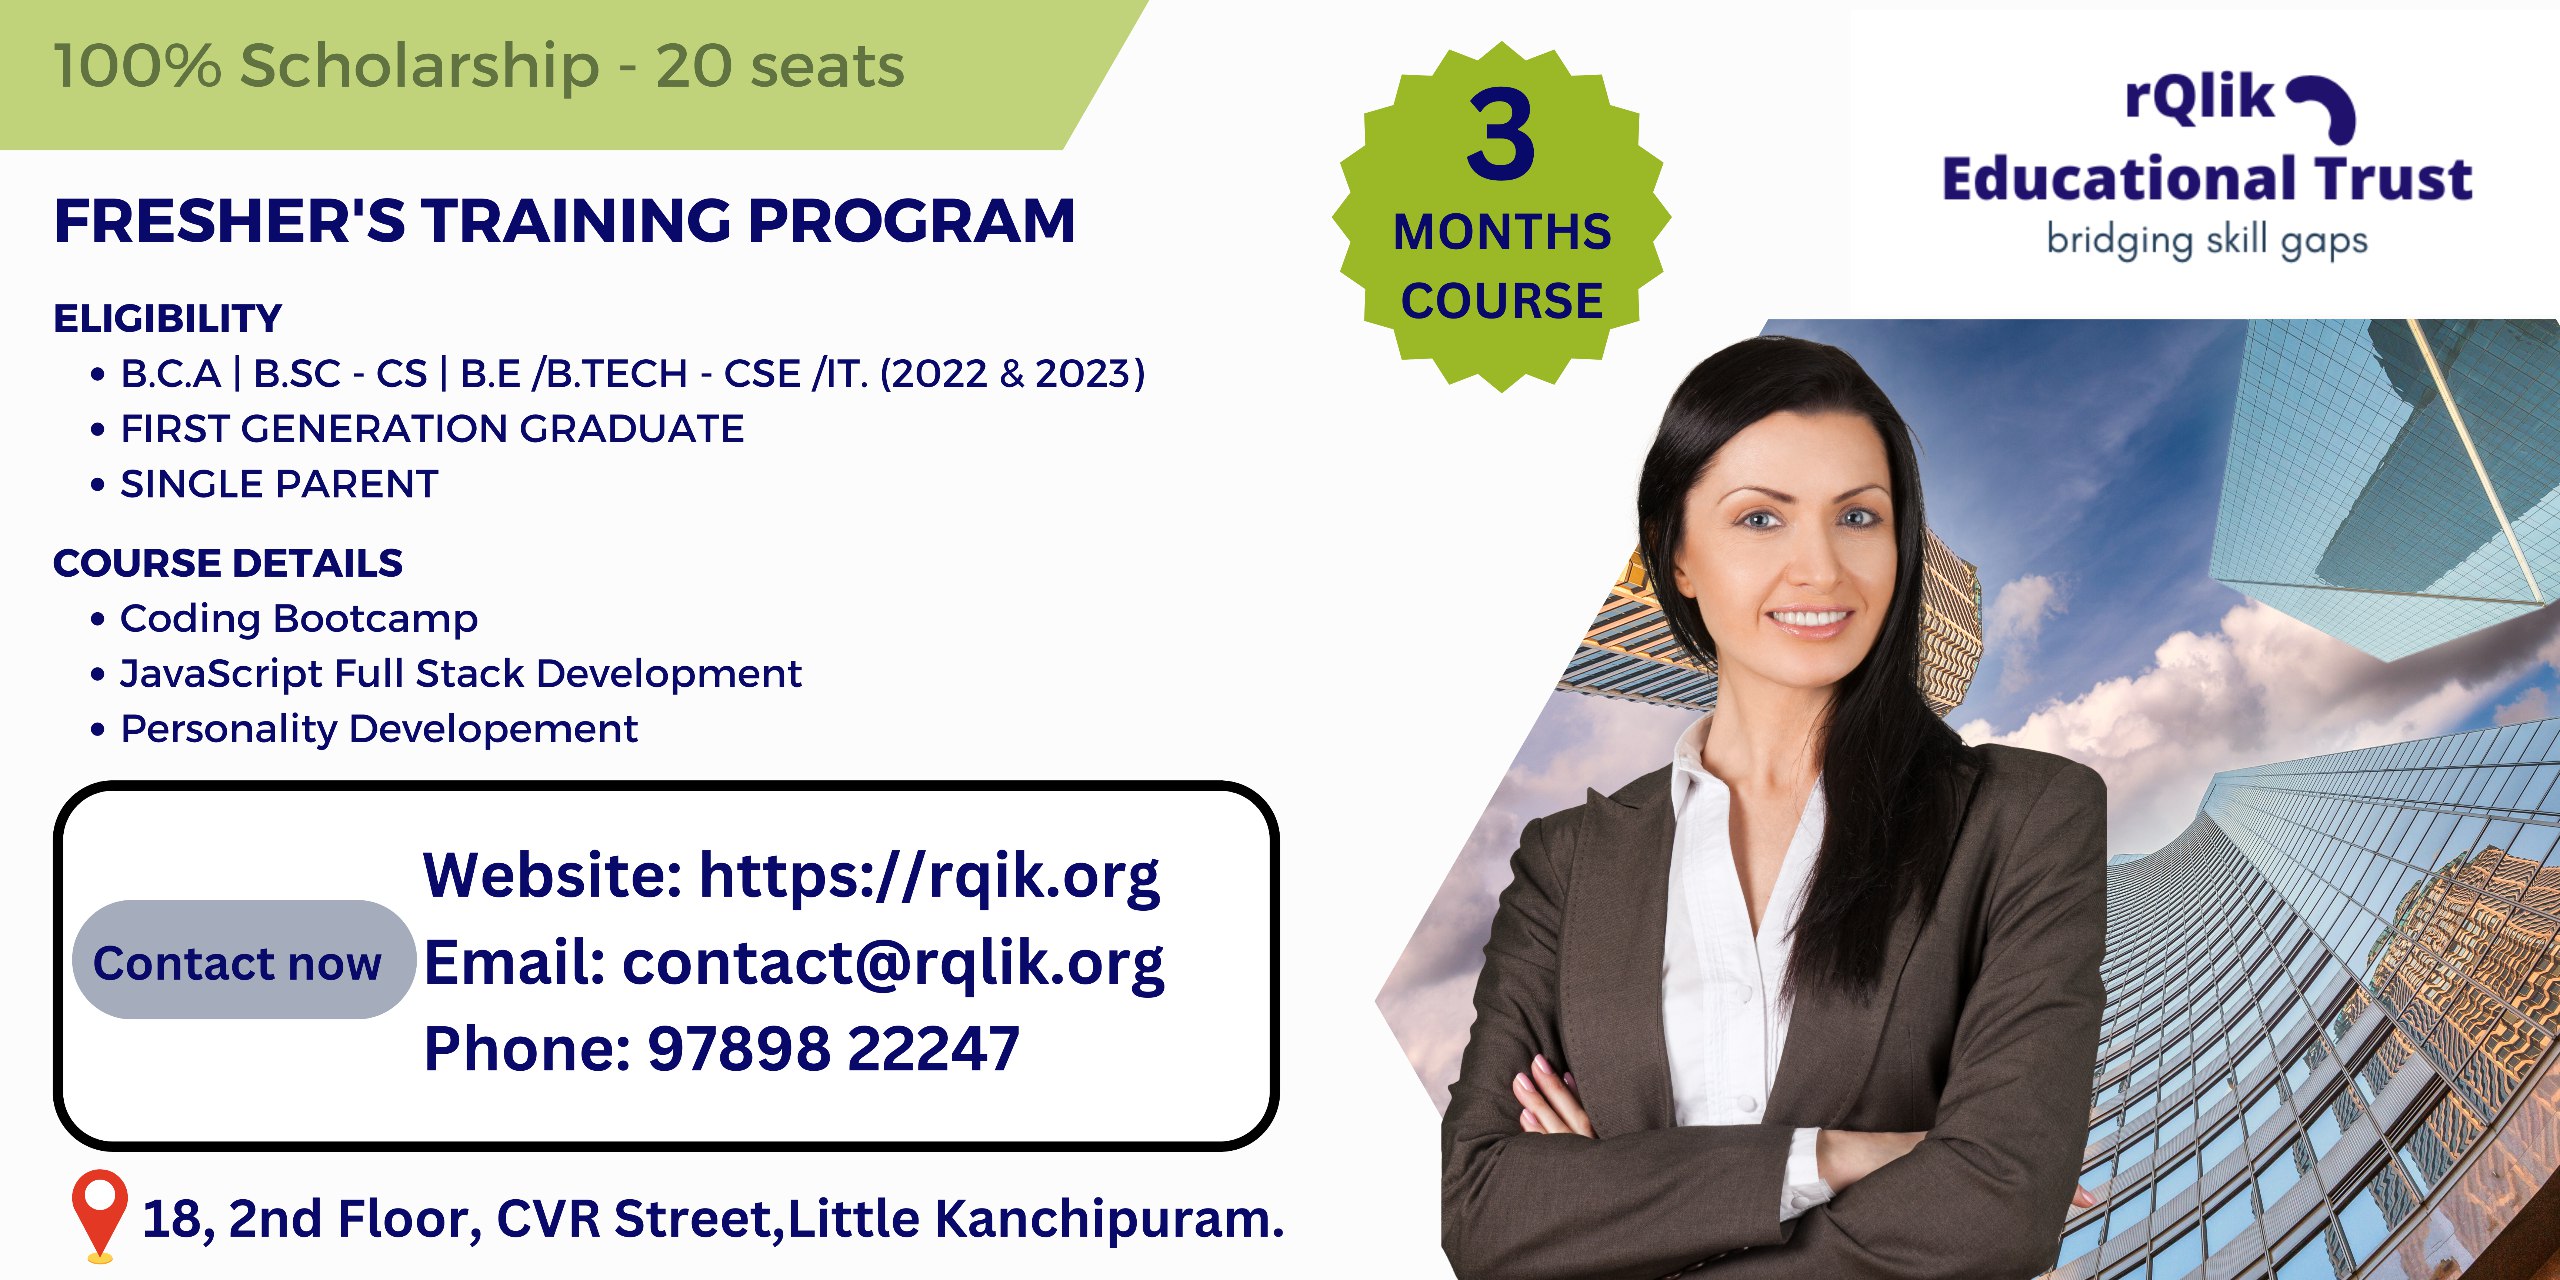 100% Scholarship - 20 seats
FRESHER'S TRAINING PROGRAM
ELIGIBILITY
• B.C.A | B.SC - CS | B.E /B.TECH - CSE /IT. (2022 & 2023)
• FIRST GENERATION GRADUATE
• SINGLE PARENT
COURSE DETAILS
• Coding Bootcamp
• JavaScript Full Stack Development
• Personality Developement
Contact now
Website: https://rqik.org
Email: contact@rqlik.org
Phone: 97898 22247
18, 2nd Floor, CVR Street,Little Kanchipuram.
3
MONTHS
COURSE
rQlik
Educational Trust
bridging skill gaps